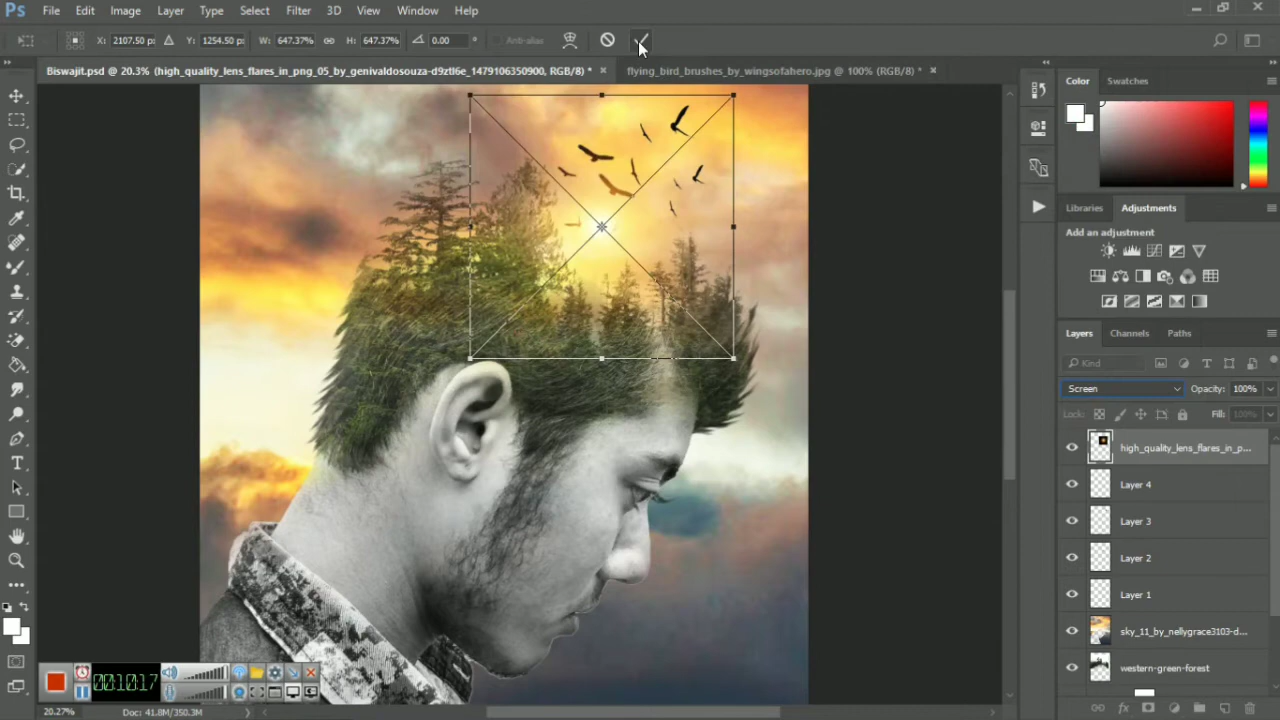 Ps File Edit Image Layer Type Select Filter 3D View Window Help
X: 2107.50 p: Y: 1254.50 p: W: 647.37% H: 647.37% 0.00 ° Anti-alias
Biswajit.psd @ 20.3% (high_quality_lens_flares_in_png_05_by_genivaldosouza-d9ztl6e_1479106350900, RGB/8) * × flying_bird_brushes_by_wingsofahero.jpg @ 100% (RGB/8) * ×
Color Swatches
Libraries Adjustments
Add an adjustment
Layers Channels Paths
Kind
Screen Opacity: 100%
Lock: Fill: 100%
high_quality_lens_flares_in_p...
Layer 4
Layer 3
Layer 2
Layer 1
sky_11_by_nellygrace3103-d...
western-green-forest
00:10:17
20.27% Doc: 41.8M/350.3M